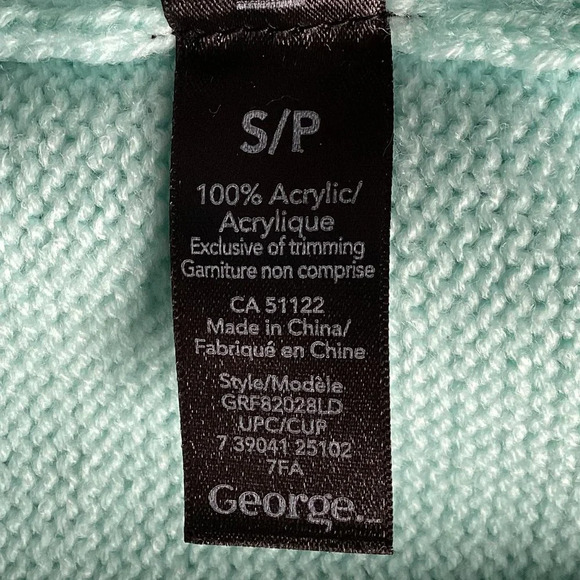 S/P
100% Acrylic/
Acrylique
Exclusive of trimming
Garniture non comprise
CA 51122
Made in China/
Fabriqué en Chine
Style/Modèle
GRF82028LD
UPC/CUP
7 39041 25102
7FA
George.